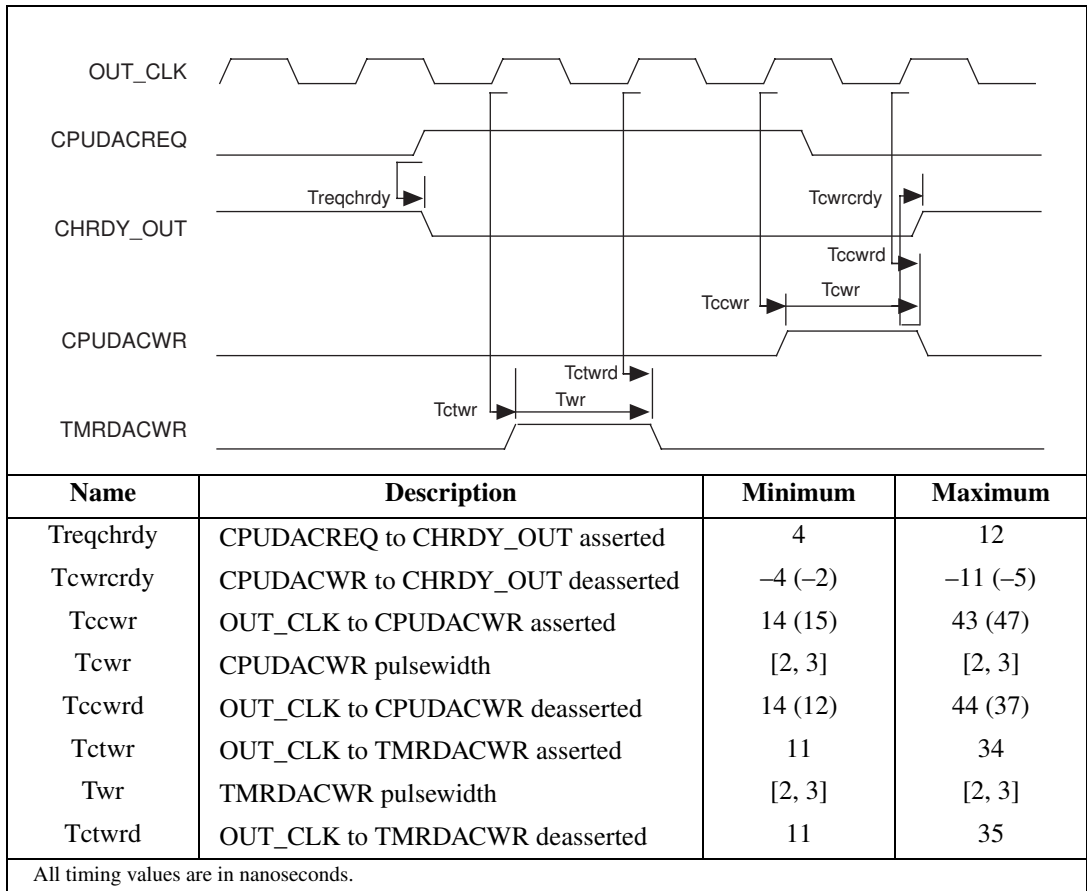 OUT_CLK
CPUDACREQ
Treqchrdy
Tcwrcrdy
CHRDY_OUT
Tccwrd
Tccwr
Tcwr
CPUDACWR
Tctwrd
Tctwr
Twr
TMRDACWR
Name Description Minimum Maximum
Treqchrdy CPUDACREQ to CHRDY_OUT asserted 4 12
Tcwrcrdy CPUDACWR to CHRDY_OUT deasserted –4 (–2) –11 (–5)
Tccwr OUT_CLK to CPUDACWR asserted 14 (15) 43 (47)
Tcwr CPUDACWR pulsewidth [2, 3] [2, 3]
Tccwrd OUT_CLK to CPUDACWR deasserted 14 (12) 44 (37)
Tctwr OUT_CLK to TMRDACWR asserted 11 34
Twr TMRDACWR pulsewidth [2, 3] [2, 3]
Tctwrd OUT_CLK to TMRDACWR deasserted 11 35
All timing values are in nanoseconds.